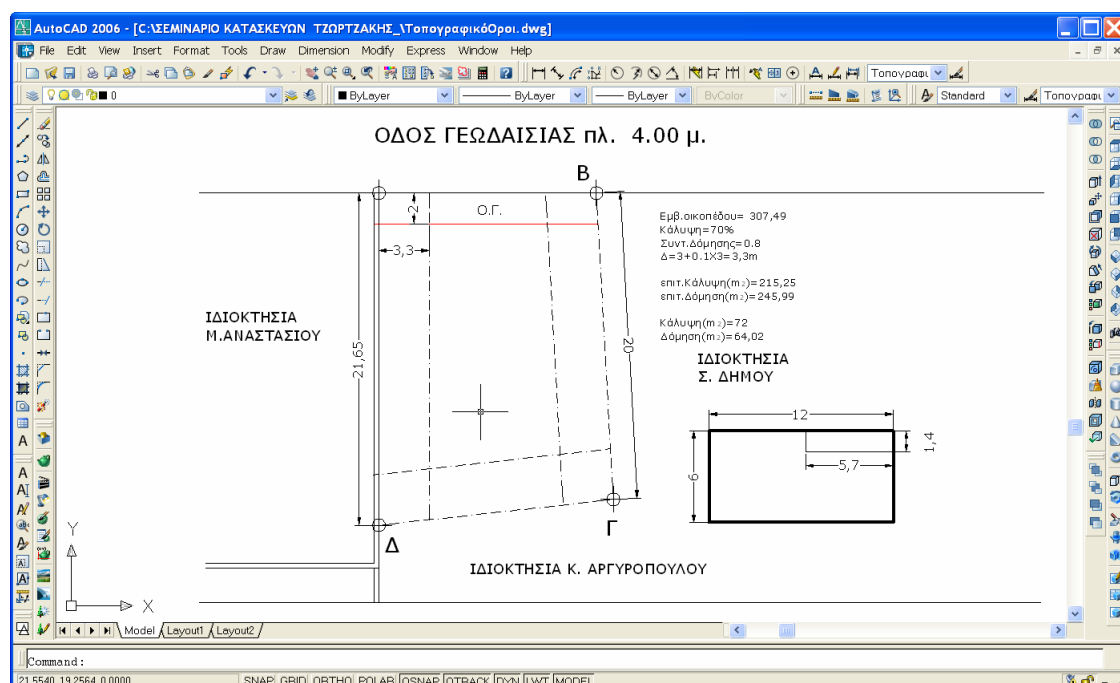 AutoCAD 2006 - [C:\ΣΕΜΙΝΑΡΙΟ ΚΑΤΑΣΚΕΥΩΝ ΤΖΩΡΤΖΑΚΗΣ_\ΤοπογραφικόΟροι.dwg]
File Edit View Insert Format Tools Draw Dimension Modify Express Window Help
Τοπογραφι
0 ByLayer ByLayer ByLayer ByColor Standard Τοπογραφι
ΟΔΟΣ ΓΕΩΔΑΙΣΙΑΣ πλ. 4.00 μ.
Β
2
Ο.Γ.
3,3
Εμβ.οικοπέδου= 307,49
Κάλυψη=70%
Συντ.Δόμησης=0.8
Δ=3+0.1X3=3,3m
επιτ.Κάλυψη(m2)=215,25
επιτ.Δόμηση(m2)=245,99
Κάλυψη(m2)=72
Δόμηση(m2)=64,02
ΙΔΙΟΚΤΗΣΙΑ
Μ.ΑΝΑΣΤΑΣΙΟΥ
21,65
20
ΙΔΙΟΚΤΗΣΙΑ
Σ. ΔΗΜΟΥ
12
1,4
5,7
6
Γ
Δ
ΙΔΙΟΚΤΗΣΙΑ Κ. ΑΡΓΥΡΟΠΟΥΛΟΥ
Y
X
Model Layout1 Layout2
Command:
21.5540, 19.2564, 0.0000 SNAP GRID ORTHO POLAR OSNAP OTRACK DYN LWT MODEL